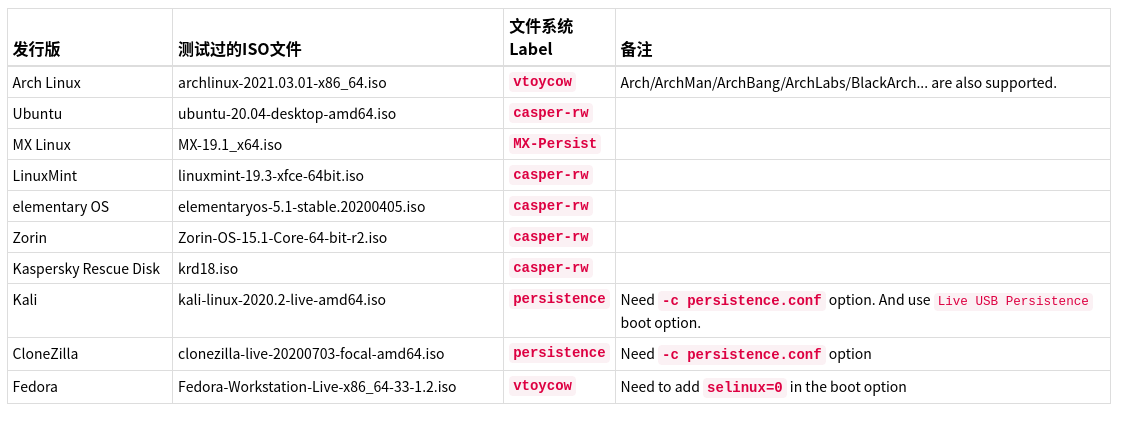 发行版 测试过的ISO文件 文件系统 Label 备注
Arch Linux archlinux-2021.03.01-x86_64.iso vtoycow Arch/ArchMan/ArchBang/ArchLabs/BlackArch... are also supported.
Ubuntu ubuntu-20.04-desktop-amd64.iso casper-rw
MX Linux MX-19.1_x64.iso MX-Persist
LinuxMint linuxmint-19.3-xfce-64bit.iso casper-rw
elementary OS elementaryos-5.1-stable.20200405.iso casper-rw
Zorin Zorin-OS-15.1-Core-64-bit-r2.iso casper-rw
Kaspersky Rescue Disk krd18.iso casper-rw
Kali kali-linux-2020.2-live-amd64.iso persistence Need -c persistence.conf option. And use Live USB Persistence
boot option.
CloneZilla clonezilla-live-20200703-focal-amd64.iso persistence Need -c persistence.conf option
Fedora Fedora-Workstation-Live-x86_64-33-1.2.iso vtoycow Need to add selinux=0 in the boot option